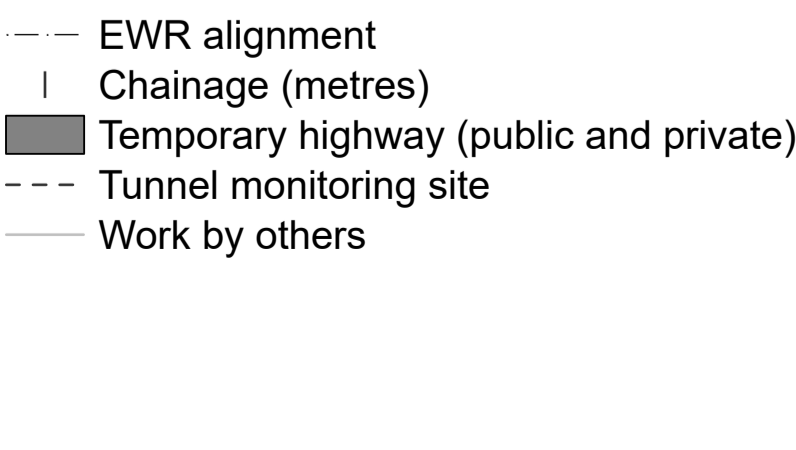 EWR alignment
Chainage (metres)
Temporary highway (public and private)
Tunnel monitoring site
Work by others